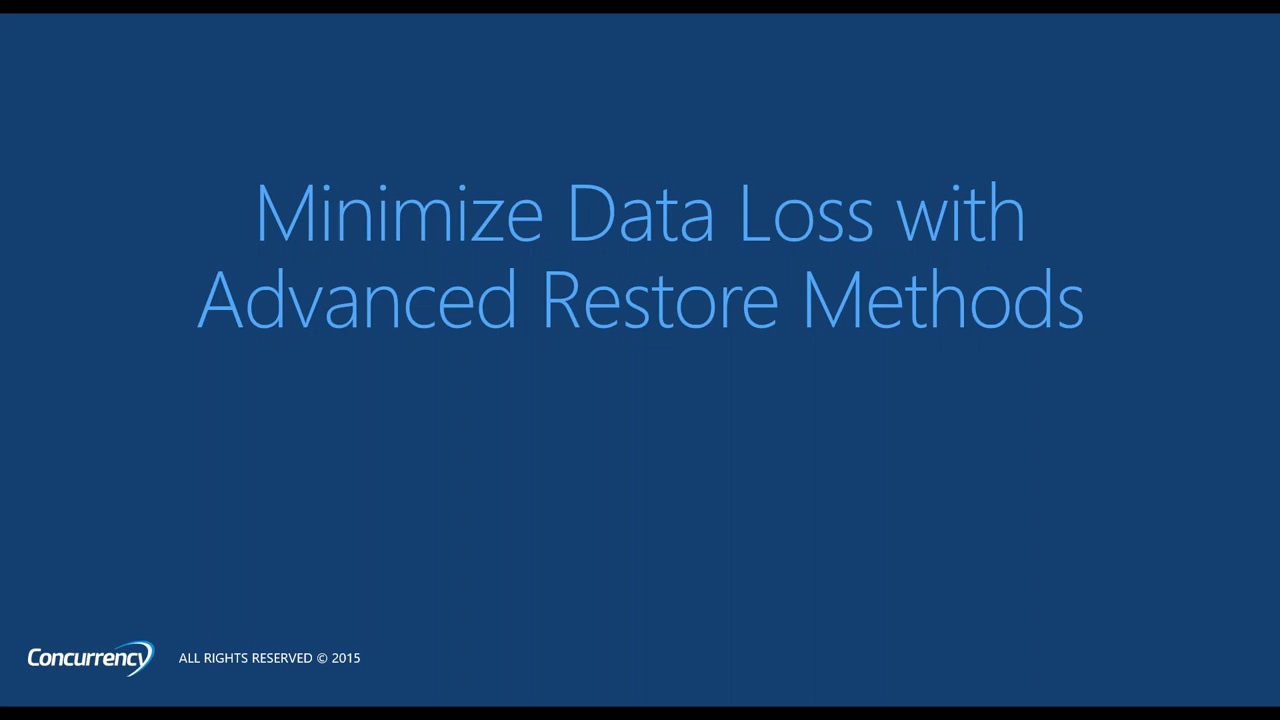 Minimize Data Loss with
Advanced Restore Methods
Concurrency ALL RIGHTS RESERVED © 2015